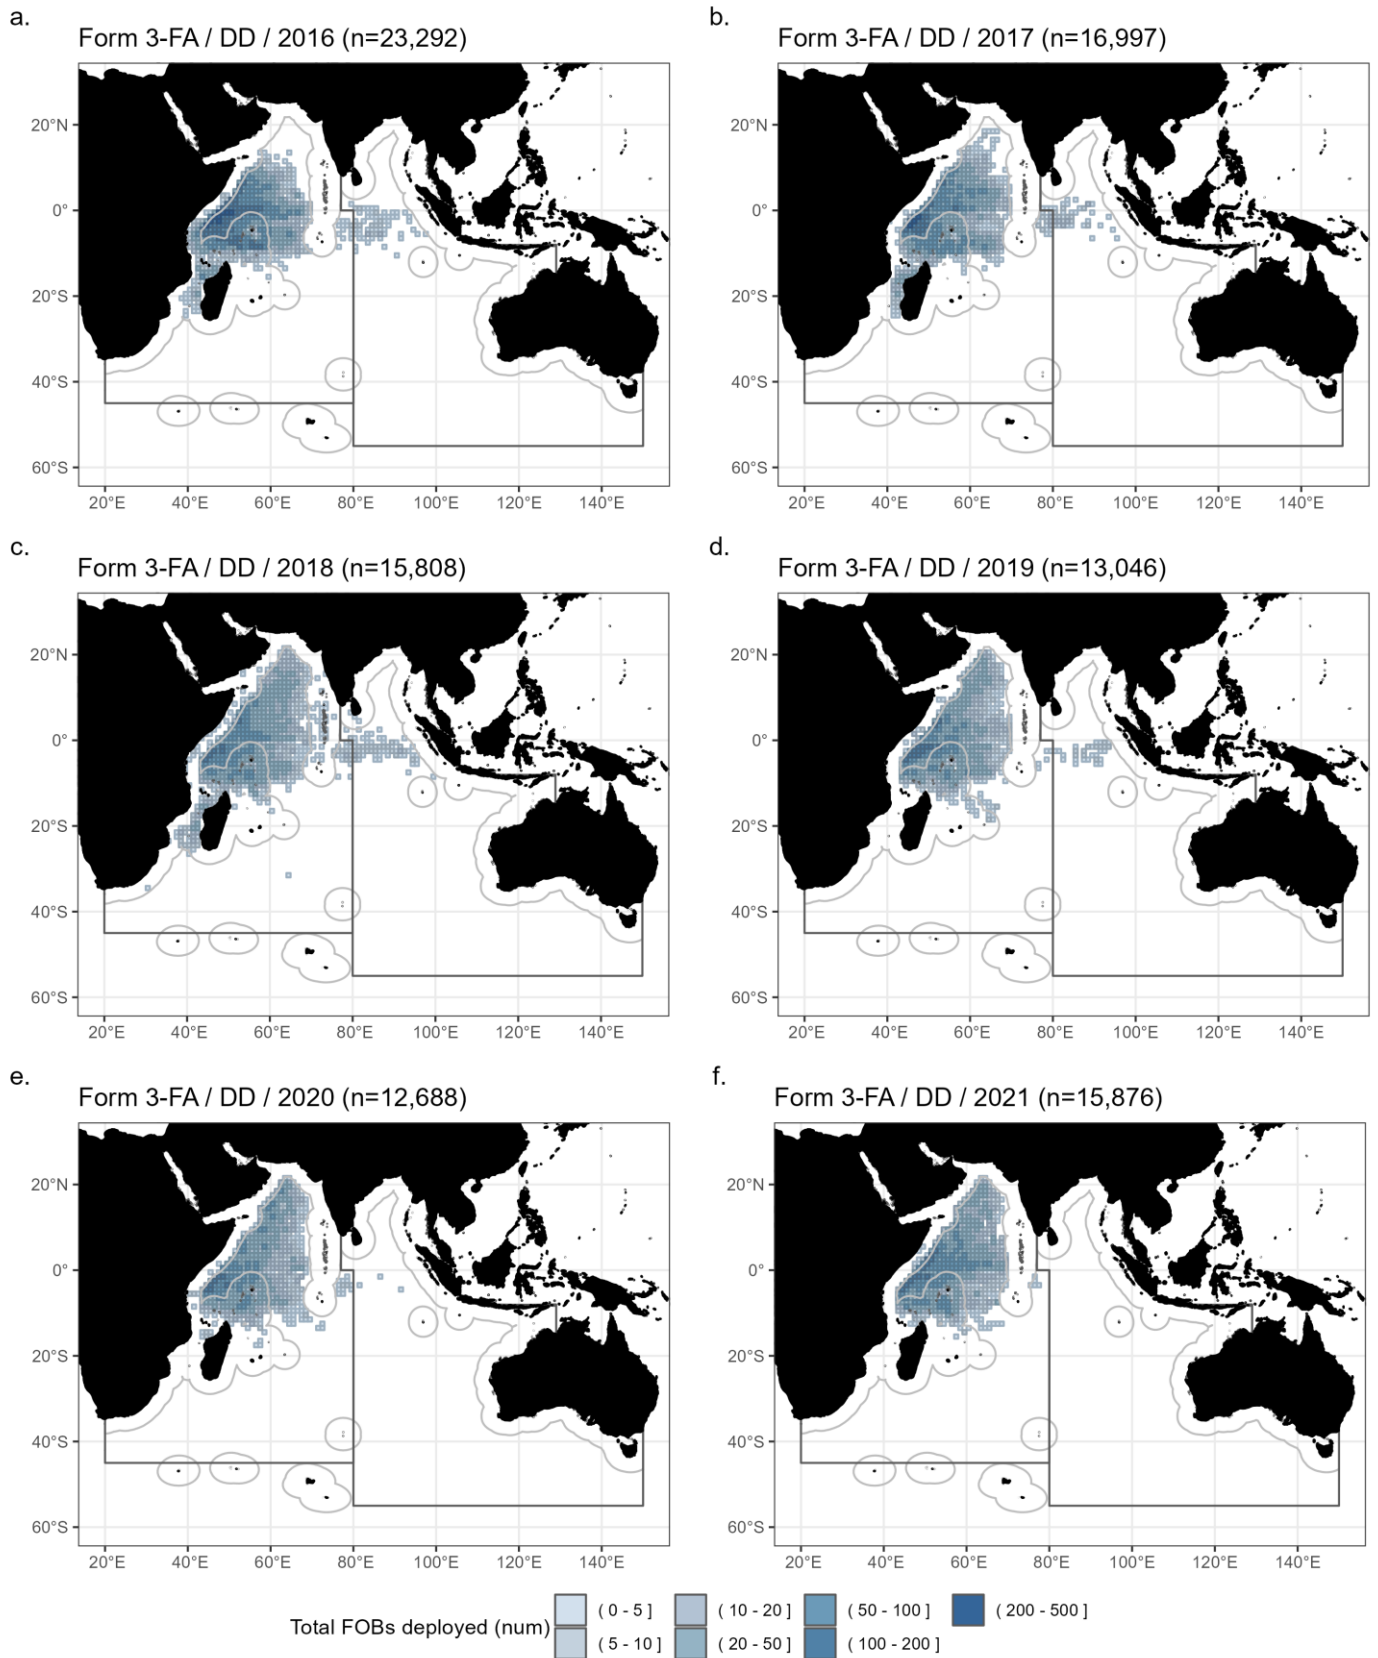 a.
Form 3-FA / DD / 2016 (n=23,292)
20°N
0°
20°S
40°S
60°S
20°E 40°E 60°E 80°E 100°E 120°E 140°E
b.
Form 3-FA / DD / 2017 (n=16,997)
20°N
0°
20°S
40°S
60°S
20°E 40°E 60°E 80°E 100°E 120°E 140°E
c.
Form 3-FA / DD / 2018 (n=15,808)
20°N
0°
20°S
40°S
60°S
20°E 40°E 60°E 80°E 100°E 120°E 140°E
d.
Form 3-FA / DD / 2019 (n=13,046)
20°N
0°
20°S
40°S
60°S
20°E 40°E 60°E 80°E 100°E 120°E 140°E
e.
Form 3-FA / DD / 2020 (n=12,688)
20°N
0°
20°S
40°S
60°S
20°E 40°E 60°E 80°E 100°E 120°E 140°E
f.
Form 3-FA / DD / 2021 (n=15,876)
20°N
0°
20°S
40°S
60°S
20°E 40°E 60°E 80°E 100°E 120°E 140°E
Total FOBs deployed (num)
( 0 - 5 ] ( 10 - 20 ] ( 50 - 100 ] ( 200 - 500 ]
( 5 - 10 ] ( 20 - 50 ] ( 100 - 200 ]